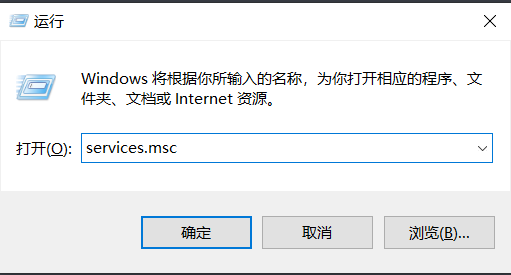 运行
Windows 将根据你所输入的名称，为你打开相应的程序、文
件夹、文档或 Internet 资源。
打开(O): services.msc
确定 取消 浏览(B)...